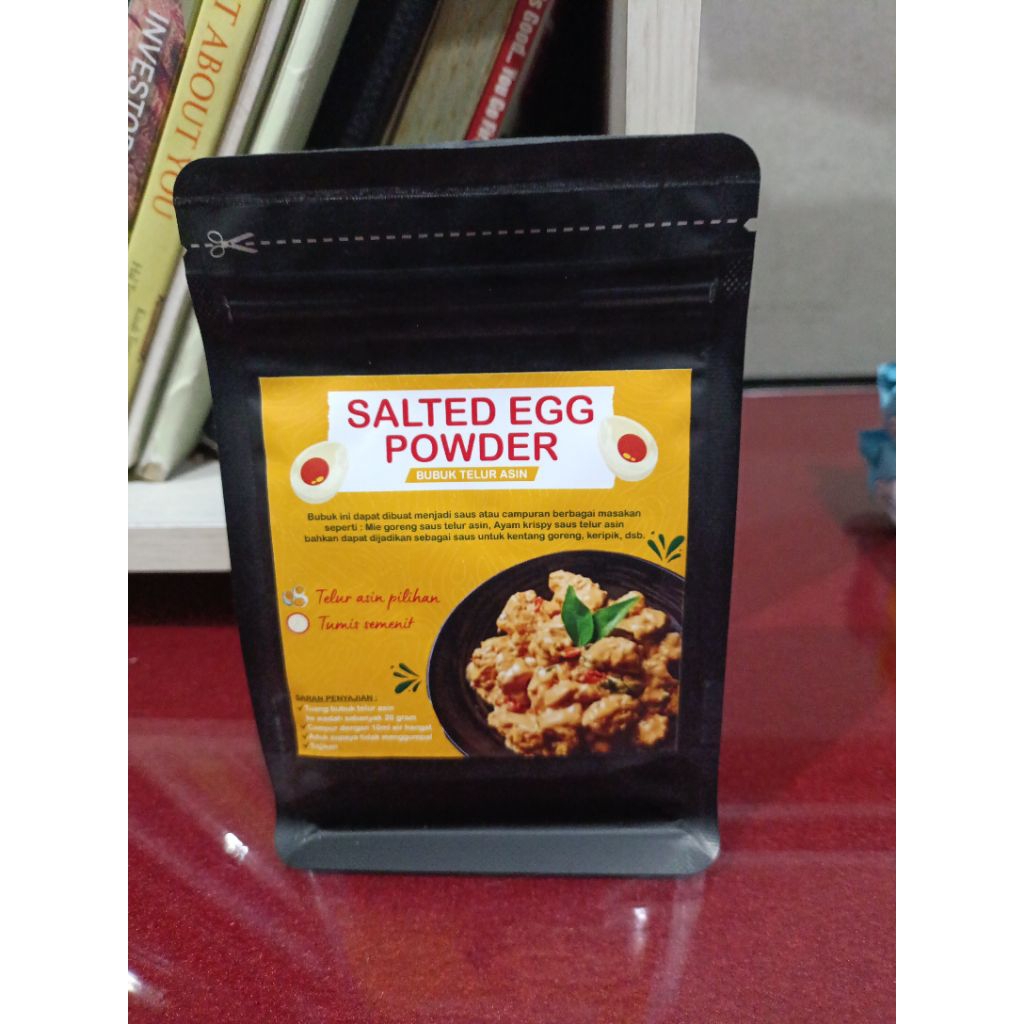 INVESTOR
T ABOUT YOU
s Good... You Go
SALTED EGG
POWDER
BUBUK TELUR ASIN
Bubuk ini dapat dibuat menjadi saus atau campuran berbagai masakan
seperti : Mie goreng saus telur asin, Ayam krispy saus telur asin
bahkan dapat dijadikan sebagai saus untuk kentang goreng, keripik, dsb.
Telur asin pilihan
Tumis semenit
SARAN PENYAJIAN :
Tuang bubuk telur asin
ke wadah sebanyak 20 gram
Campur dengan 10ml air hangat
Aduk supaya tidak menggumpal
Sajikan